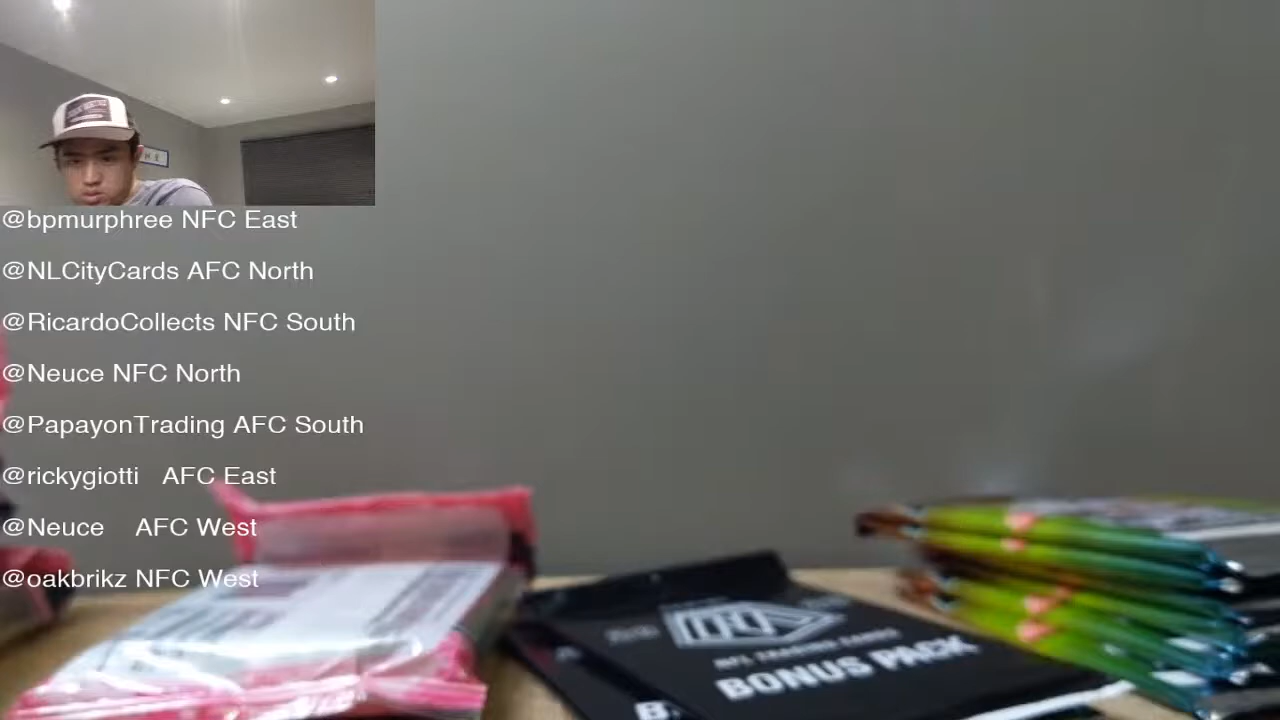 HE
@bpmurphree NFC East
@NLCityCards AFC North
@RicardoCollects NFC South
@Neuce NFC North
@PapayonTrading AFC South
@rickygiotti AFC East
@Neuce AFC West
@oakbrikz NFC West
NFL TRADING CARDS
BONUS PACK